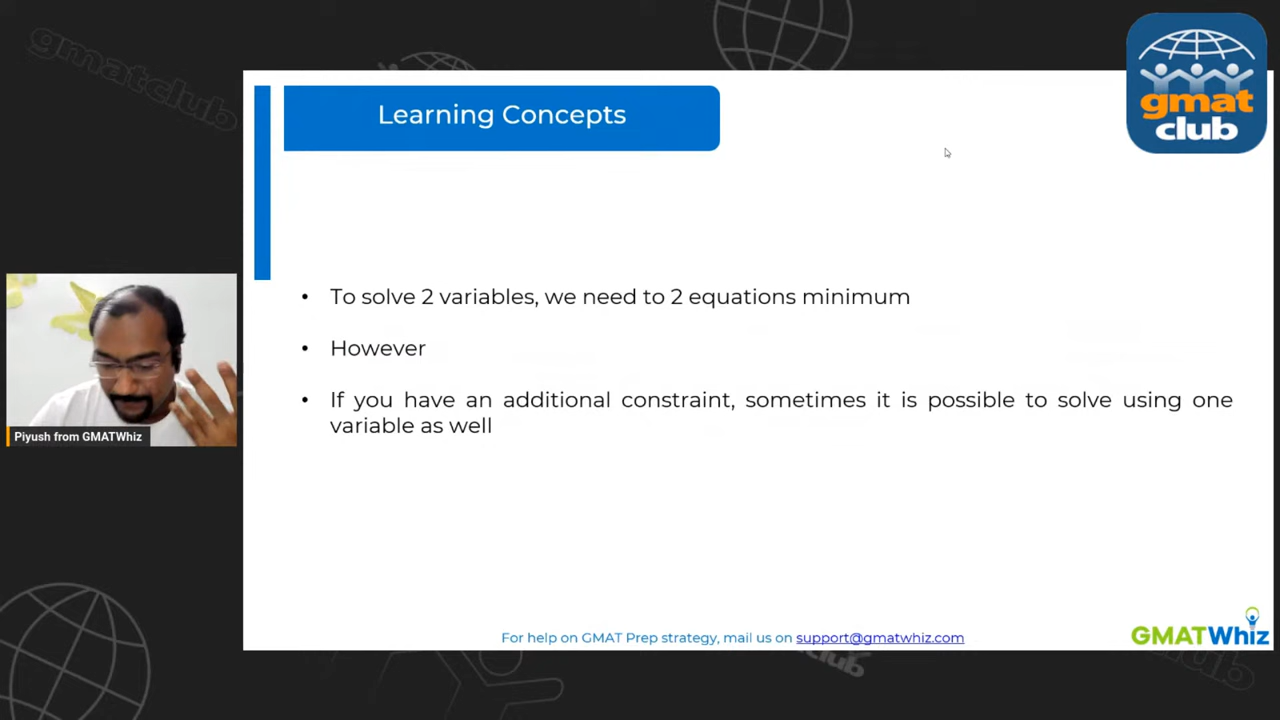 gmatclub
gmat
club
Learning Concepts
• To solve 2 variables, we need to 2 equations minimum
• However
• If you have an additional constraint, sometimes it is possible to solve using one
variable as well
Piyush from GMATWhiz
For help on GMAT Prep strategy, mail us on support@gmatwhiz.com
GMATWhiz
club